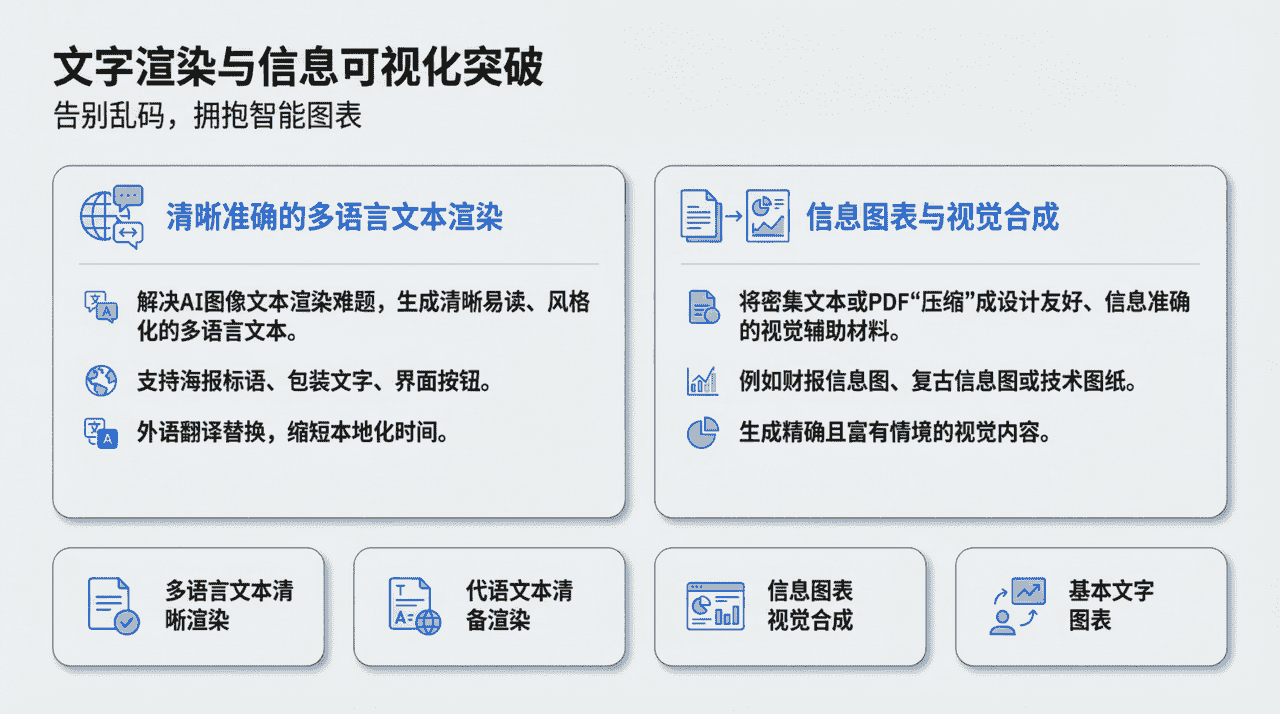 文字渲染与信息可视化突破
告别乱码，拥抱智能图表
清晰准确的多语言文本渲染
解决AI图像文本渲染难题，生成清晰易读、风格
化的多语言文本。
支持海报标语、包装文字、界面按钮。
外语翻译替换，缩短本地化时间。
信息图表与视觉合成
将密集文本或PDF“压缩”成设计友好、信息准确
的视觉辅助材料。
例如财报信息图、复古信息图或技术图纸。
生成精确且富有情境的视觉内容。
多语言文本清
晰渲染
代语文本清
备渲染
信息图表
视觉合成
基本文字
图表